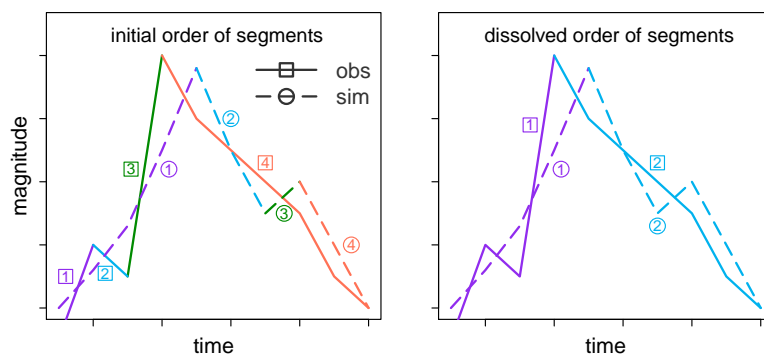 initial order of segments
obs
sim
1
2
3
4
1
2
3
4
magnitude
time
dissolved order of segments
1
2
1
2
time